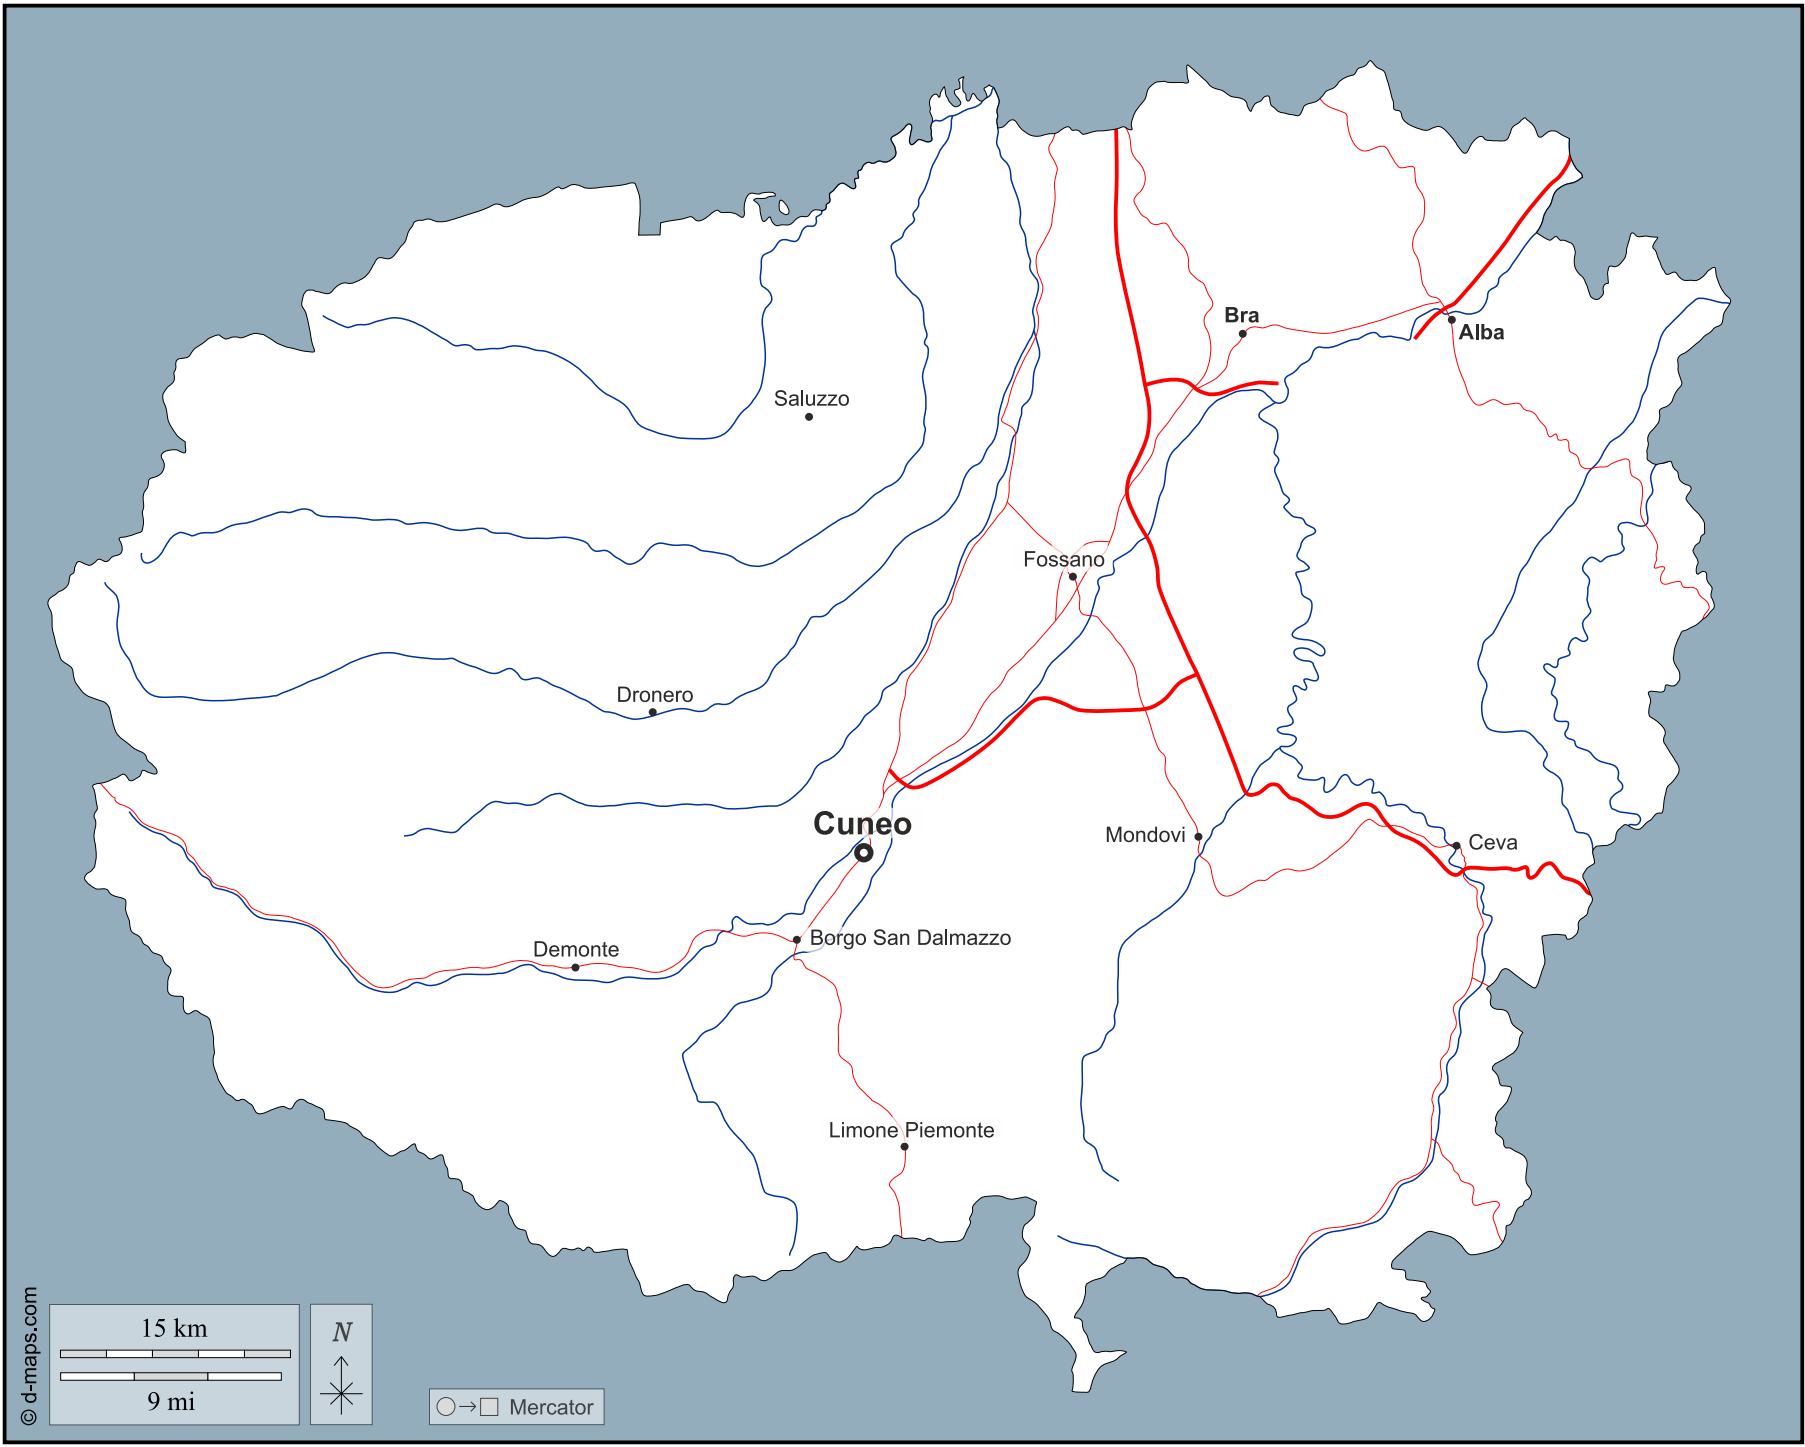 Bra
Alba
Saluzzo
Fossano
Dronero
Cuneo
Mondovi
Ceva
Borgo San Dalmazzo
Demonte
Limone Piemonte
© d-maps.com
15 km
9 mi
N
Mercator